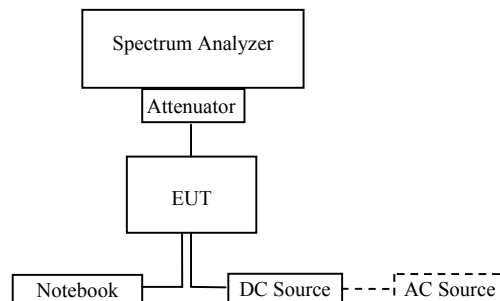 Spectrum Analyzer
Attenuator
EUT
Notebook
DC Source
AC Source